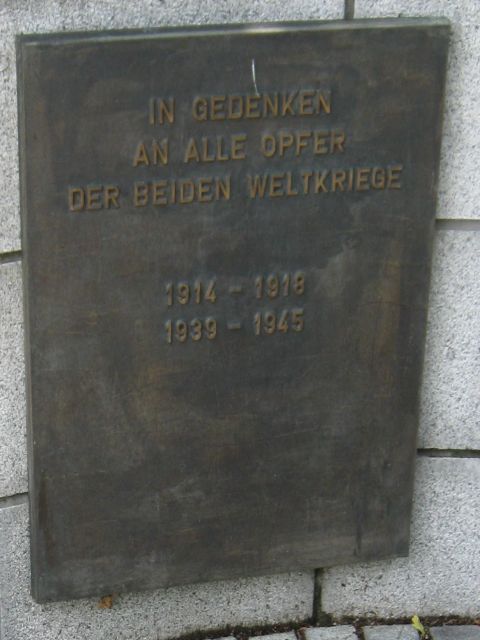 IN GEDENKEN
AN ALLE OPFER
DER BEIDEN WELTKRIEGE
1914 - 1918
1939 - 1945